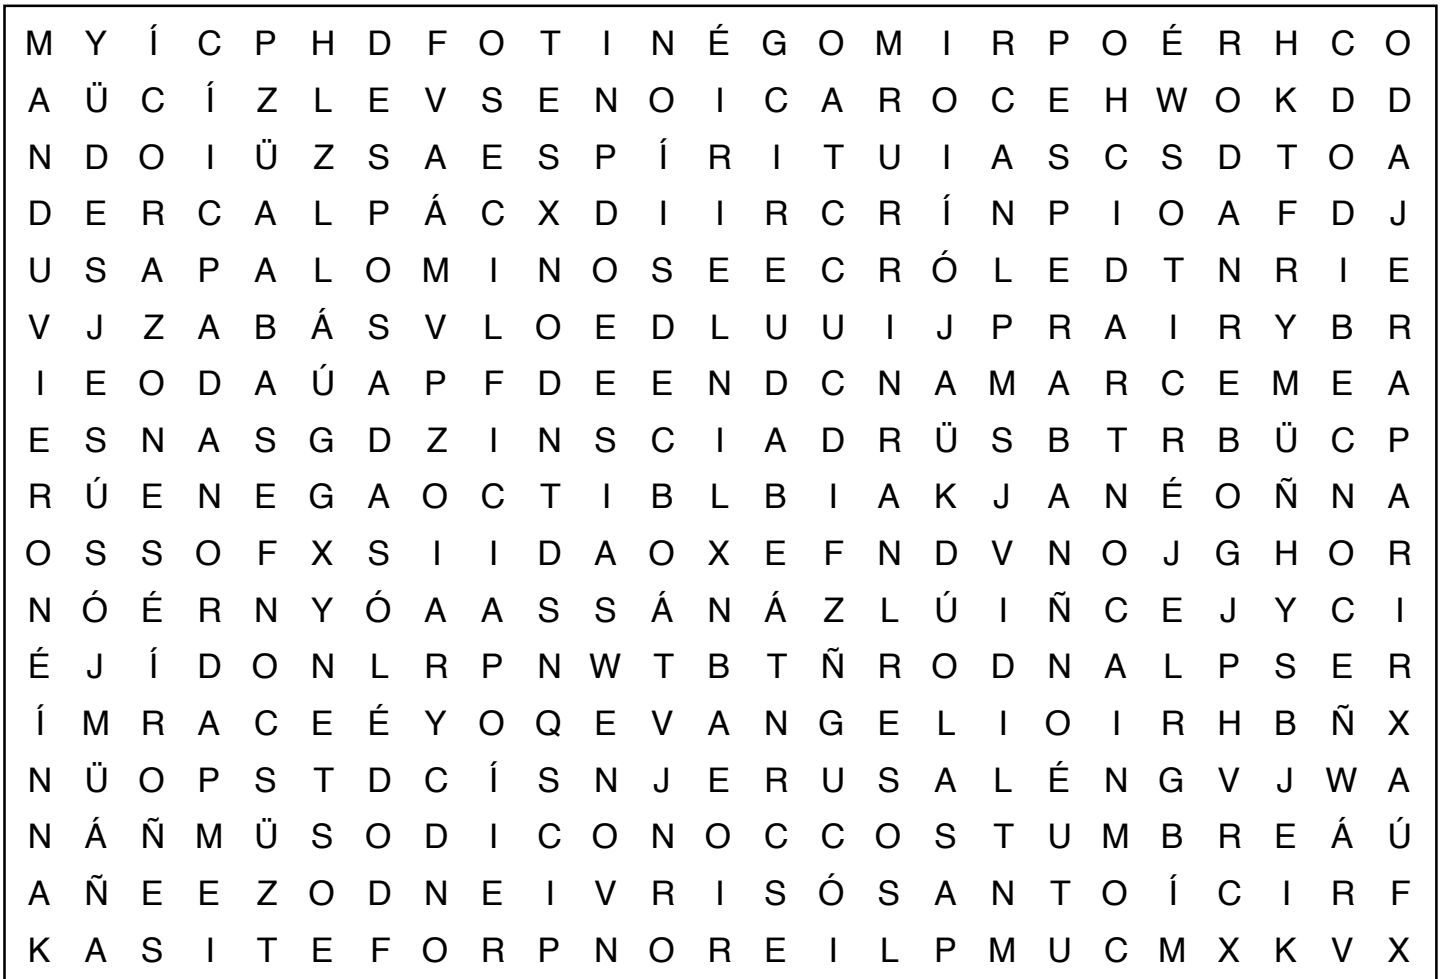 M Y Í C P H D F O T I N É G O M I R P O É R H C O
A Ü C Í Z L E V S E N O I C A R O C E H W O K D D
N D O I Ü Z S A E S P Í R I T U I A S C S D T O A
D E R C A L P Á C X D I I R C R Í N P I O A F D J
U S A P A L O M I N O S E E C R Ó L E D T N R I E
V J Z A B Á S V L O E D L U U I J P R A I R Y B R
I E O D A Ú A P F D E E N D C N A M A R C E M E A
E S N A S G D Z I N S C I A D R Ü S B T R B Ü C P
R Ú E N E G A O C T I B L B I A K J A N É O Ñ N A
O S S O F X S I I D A O X E F N D V N O J G H O R
N Ó É R N Y Ó A A S S Á N Á Z L Ú I Ñ C E J Y C I
É J Í D O N L R P N W T B T Ñ R O D N A L P S E R
Í M R A C E É Y O Q E V A N G E L I O I R H B Ñ X
N Ü O P S T D C Í S N J E R U S A L É N G V J W A
N Á Ñ M Ü S O D I C O N O C C O S T U M B R E Á Ú
A Ñ E E Z O D N E I V R I S Ó S A N T O Í C I R F
K A S I T E F O R P N O R E I L P M U C M X K V X